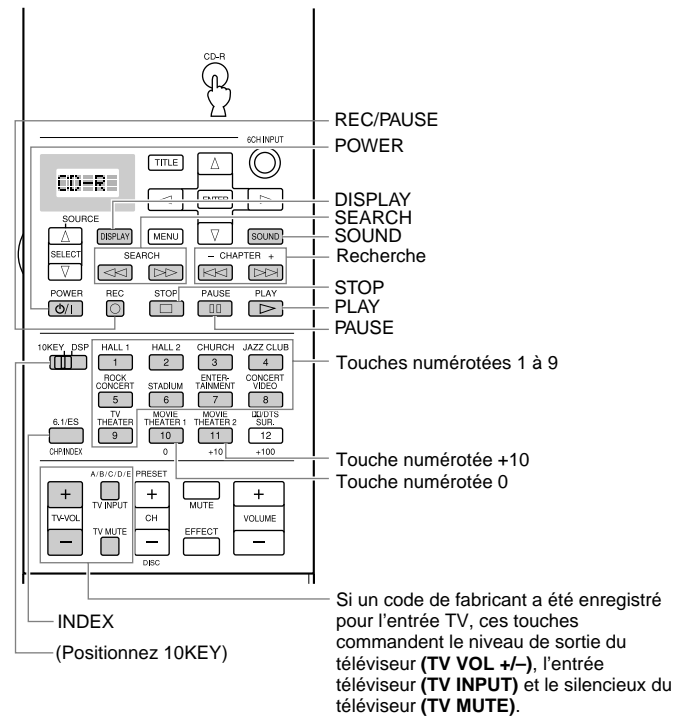 CD-R
REC/PAUSE
6CH INPUT
POWER
TITLE
CD-R
ENTER
SOURCE
DISPLAY
SEARCH
DISPLAY
MENU
SOUND
SOUND
SELECT
SEARCH
– CHAPTER +
Recherche
POWER
REC
STOP
PAUSE
PLAY
STOP
PLAY
PAUSE
10KEY DSP
HALL 1
HALL 2
CHURCH
JAZZ CLUB
1
2
3
4
Touches numérotées 1 à 9
ROCK CONCERT
STADIUM
ENTER-TAINMENT
CONCERT VIDEO
5
6
7
8
6.1/ES
TV THEATER
MOVIE THEATER 1
MOVIE THEATER 2
/DTS SUR.
9
10
11
12
CHP/INDEX
0
+10
+100
Touche numérotée +10
Touche numérotée 0
A/B/C/D/E
PRESET
+
TV INPUT
+
MUTE
+
TV-VOL
CH
VOLUME
TV MUTE
EFFECT
–
–
–
DISC
INDEX
(Positionnez 10KEY)
Si un code de fabricant a été enregistré
pour l'entrée TV, ces touches
commandent le niveau de sortie du
téléviseur (TV VOL +/–), l'entrée
téléviseur (TV INPUT) et le silencieux du
téléviseur (TV MUTE).